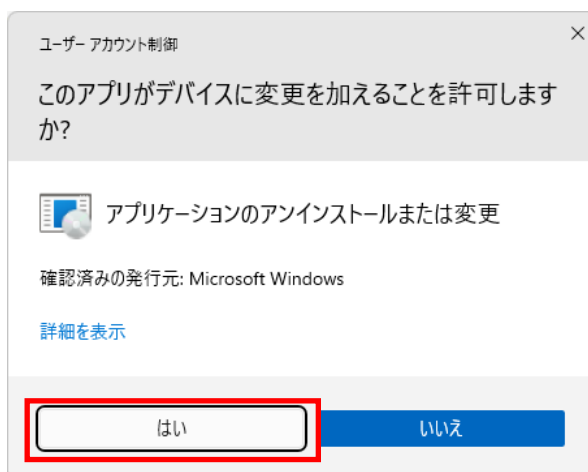 ユーザー アカウント制御
このアプリがデバイスに変更を加えることを許可します
か?
アプリケーションのアンインストールまたは変更
確認済みの発行元: Microsoft Windows
詳細を表示
はい
いいえ